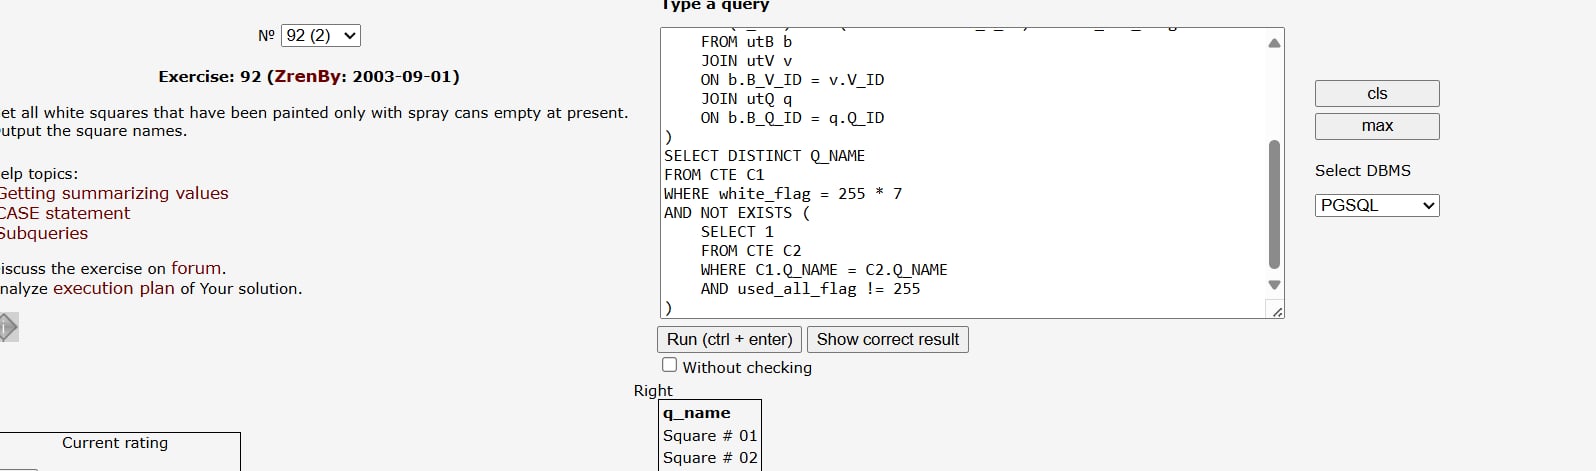 Type a query
№ 92 (2)
Exercise: 92 (ZrenBy: 2003-09-01)
et all white squares that have been painted only with spray cans empty at present.
utput the square names.
elp topics:
Getting summarizing values
CASE statement
Subqueries
iscuss the exercise on forum.
nalyze execution plan of Your solution.
Current rating
FROM utB b
JOIN utV v
ON b.B_V_ID = v.V_ID
JOIN utQ q
ON b.B_Q_ID = q.Q_ID
)
SELECT DISTINCT Q_NAME
FROM CTE C1
WHERE white_flag = 255 * 7
AND NOT EXISTS (
SELECT 1
FROM CTE C2
WHERE C1.Q_NAME = C2.Q_NAME
AND used_all_flag != 255
)
Run (ctrl + enter) Show correct result
Without checking
Right
q_name
Square # 01
Square # 02
cls
max
Select DBMS
PGSQL